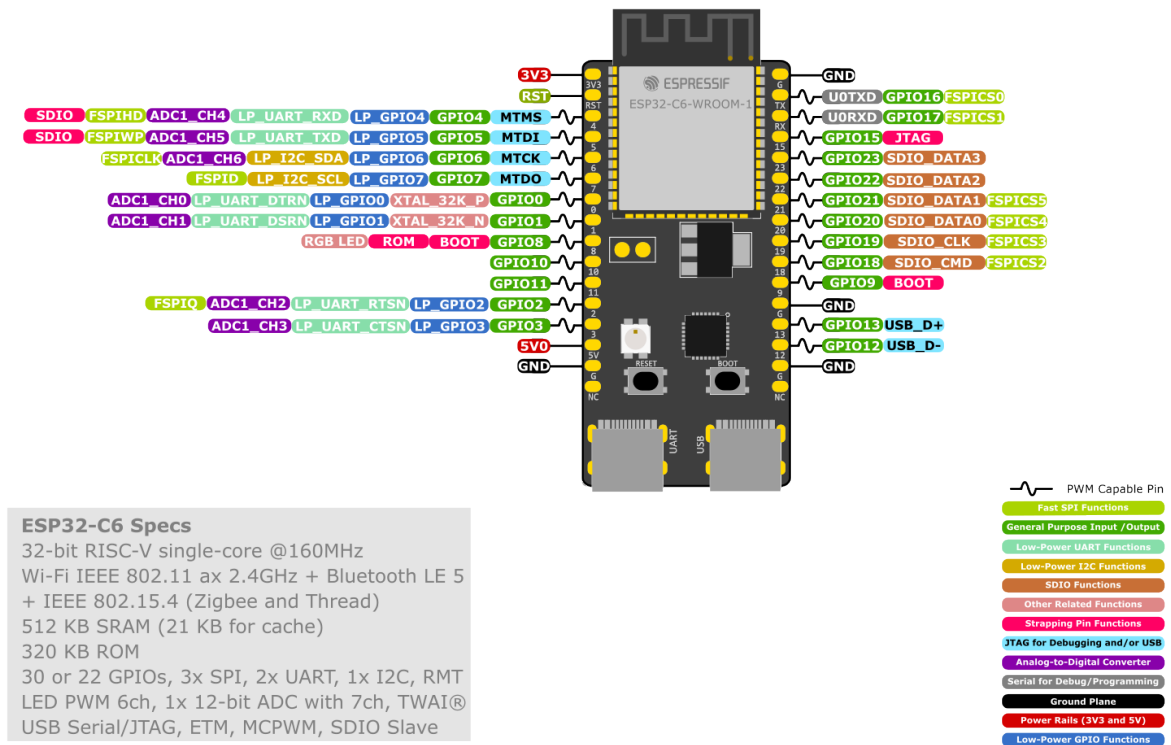 3V3 GND
RST U0TXD GPIO16 FSPICS0
SDIO FSPIHD ADC1_CH4 LP_UART_RXD LP_GPIO4 GPIO4 MTMS U0RXD GPIO17 FSPICS1
SDIO FSPIWP ADC1_CH5 LP_UART_TXD LP_GPIO5 GPIO5 MTDI GPIO15 JTAG
FSPICLK ADC1_CH6 LP_I2C_SDA LP_GPIO6 GPIO6 MTCK GPIO23 SDIO_DATA3
FSPID LP_I2C_SCL LP_GPIO7 GPIO7 MTDO GPIO22 SDIO_DATA2
ADC1_CH0 LP_UART_DTRN LP_GPIO0 XTAL_32K_P GPIO0 GPIO21 SDIO_DATA1 FSPICS5
ADC1_CH1 LP_UART_DSRN LP_GPIO1 XTAL_32K_N GPIO1 GPIO20 SDIO_DATA0 FSPICS4
RGB LED ROM BOOT GPIO8 GPIO19 SDIO_CLK FSPICS3
GPIO10 GPIO18 SDIO_CMD FSPICS2
GPIO11 GPIO9 BOOT
FSPIQ ADC1_CH2 LP_UART_RTSN LP_GPIO2 GPIO2 GND
ADC1_CH3 LP_UART_CTSN LP_GPIO3 GPIO3 GPIO13 USB_D+
5V0 GPIO12 USB_D-
GND GND
ESPRESSIF
ESP32-C6-WROOM-1
3V3 G
RST TX
4 RX
5 15
6 23
7 22
0 21
1 20
8 19
10 18
11 9
2 G
3 13
5V 12
G G
NC NC
RESET BOOT
UART USB
ESP32-C6 Specs
32-bit RISC-V single-core @160MHz
Wi-Fi IEEE 802.11 ax 2.4GHz + Bluetooth LE 5
+ IEEE 802.15.4 (Zigbee and Thread)
512 KB SRAM (21 KB for cache)
320 KB ROM
30 or 22 GPIOs, 3x SPI, 2x UART, 1x I2C, RMT
LED PWM 6ch, 1x 12-bit ADC with 7ch, TWAI®
USB Serial/JTAG, ETM, MCPWM, SDIO Slave
PWM Capable Pin
Fast SPI Functions
General Purpose Input /Output
Low-Power UART Functions
Low-Power I2C Functions
SDIO Functions
Other Related Functions
Strapping Pin Functions
JTAG for Debugging and/or USB
Analog-to-Digital Converter
Serial for Debug/Programming
Ground Plane
Power Rails (3V3 and 5V)
Low-Power GPIO Functions